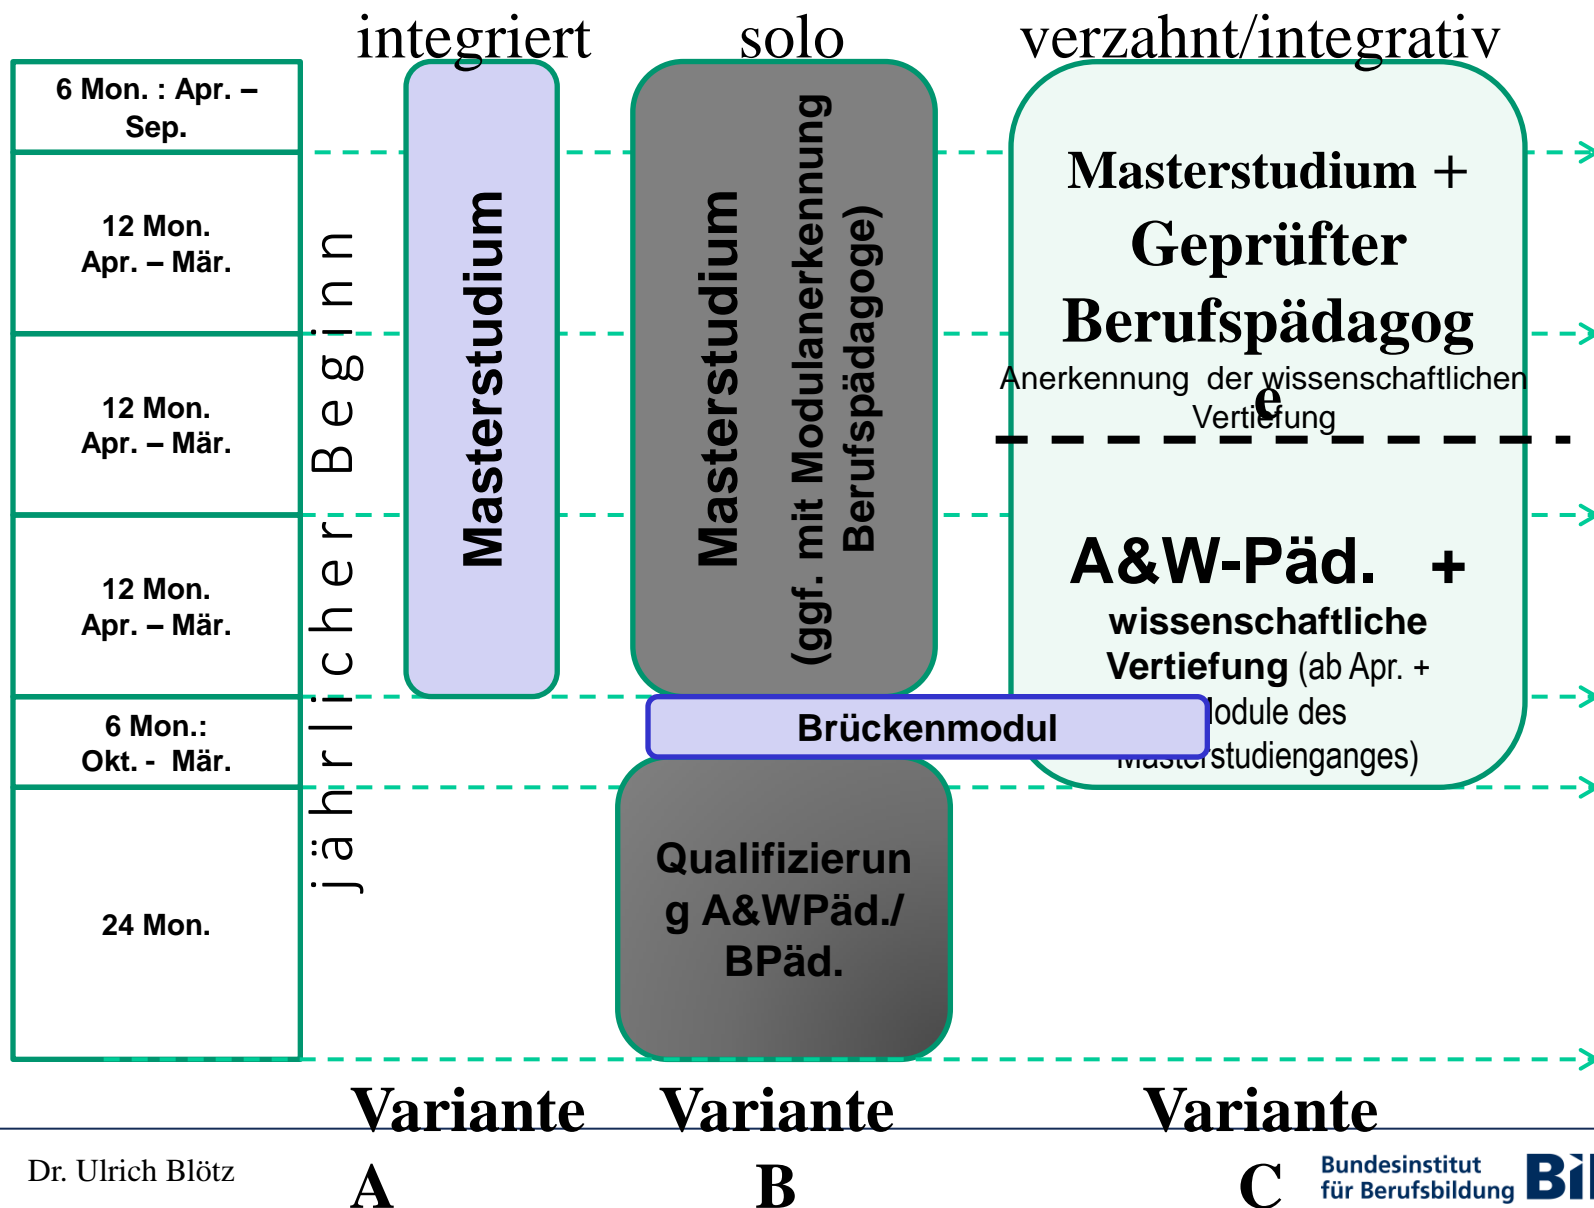 integriert
solo
verzahnt/integrativ
6 Mon. : Apr. –
Sep.
12 Mon.
Apr. – Mär.
12 Mon.
Apr. – Mär.
12 Mon.
Apr. – Mär.
6 Mon.:
Okt. - Mär.
24 Mon.
jährlicher Beginn
Masterstudium
Masterstudium
(ggf. mit Modulanerkennung
Berufspädagoge)
Masterstudium +
Geprüfter
Berufspädagog
e
Anerkennung der wissenschaftlichen
Vertiefung
A&W-Päd. +
wissenschaftliche
Vertiefung (ab Apr. +
des
Masterstudienganges)
Brückenmodul
Qualifizierun
g A&WPäd./
BPäd.
Variante
A
Variante
B
Variante
C
Dr. Ulrich Blötz
Bundesinstitut
für Berufsbildung